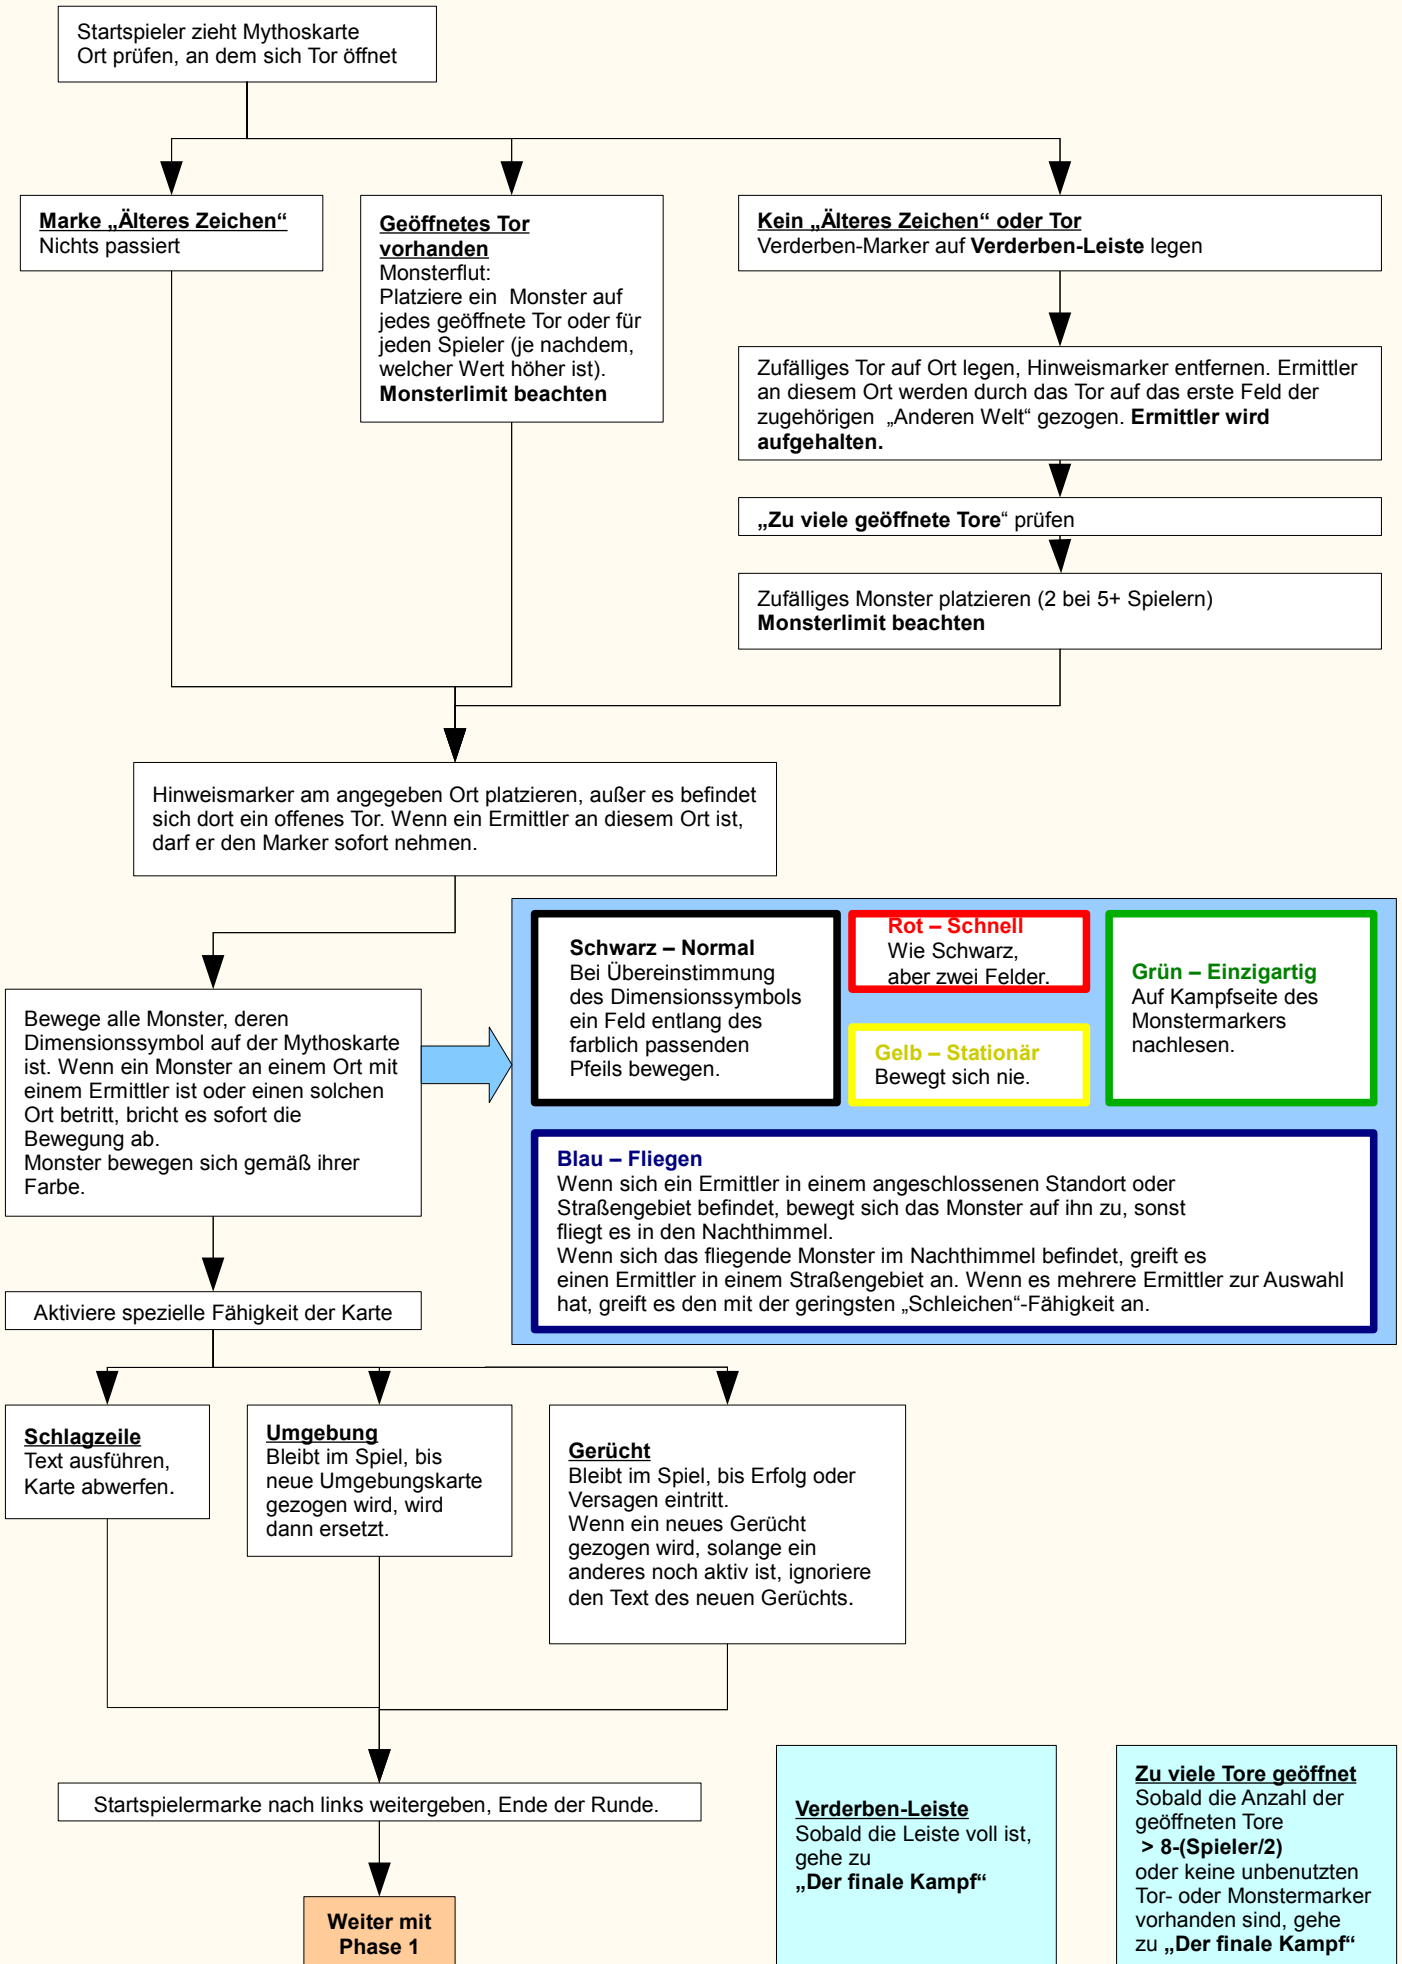 Startspieler zieht Mythoskarte
Ort prüfen, an dem sich Tor öffnet
Marke „Älteres Zeichen“
Nichts passiert
Geöffnetes Tor
vorhanden
Monsterflut:
Platziere ein Monster auf
jedes geöffnete Tor oder für
jeden Spieler (je nachdem,
welcher Wert höher ist).
Monsterlimit beachten
Kein „Älteres Zeichen“ oder Tor
Verderben-Marker auf Verderben-Leiste legen
Zufälliges Tor auf Ort legen, Hinweismarker entfernen. Ermittler
an diesem Ort werden durch das Tor auf das erste Feld der
zugehörigen „Anderen Welt“ gezogen. Ermittler wird
aufgehalten.
„Zu viele geöffnete Tore“ prüfen
Zufälliges Monster platzieren (2 bei 5+ Spielern)
Monsterlimit beachten
Hinweismarker am angegeben Ort platzieren, außer es befindet
sich dort ein offenes Tor. Wenn ein Ermittler an diesem Ort ist,
darf er den Marker sofort nehmen.
Bewege alle Monster, deren
Dimensionssymbol auf der Mythoskarte
ist. Wenn ein Monster an einem Ort mit
einem Ermittler ist oder einen solchen
Ort betritt, bricht es sofort die
Bewegung ab.
Monster bewegen sich gemäß ihrer
Farbe.
Schwarz – Normal
Bei Übereinstimmung
des Dimensionssymbols
ein Feld entlang des
farblich passenden
Pfeils bewegen.
Rot – Schnell
Wie Schwarz,
aber zwei Felder.
Gelb – Stationär
Bewegt sich nie.
Grün – Einzigartig
Auf Kampfseite des
Monstermarkers
nachlesen.
Blau – Fliegen
Wenn sich ein Ermittler in einem angeschlossenen Standort oder
Straßengebiet befindet, bewegt sich das Monster auf ihn zu, sonst
fliegt es in den Nachthimmel.
Wenn sich das fliegende Monster im Nachthimmel befindet, greift es
einen Ermittler in einem Straßengebiet an. Wenn es mehrere Ermittler zur Auswahl
hat, greift es den mit der geringsten „Schleichen“-Fähigkeit an.
Aktiviere spezielle Fähigkeit der Karte
Schlagzeile
Text ausführen,
Karte abwerfen.
Umgebung
Bleibt im Spiel, bis
neue Umgebungskarte
gezogen wird, wird
dann ersetzt.
Gerücht
Bleibt im Spiel, bis Erfolg oder
Versagen eintritt.
Wenn ein neues Gerücht
gezogen wird, solange ein
anderes noch aktiv ist, ignoriere
den Text des neuen Gerüchts.
Startspielermarke nach links weitergeben, Ende der Runde.
Weiter mit
Phase 1
Verderben-Leiste
Sobald die Leiste voll ist,
gehe zu
„Der finale Kampf“
Zu viele Tore geöffnet
Sobald die Anzahl der
geöffneten Tore
> 8-(Spieler/2)
oder keine unbenutzten
Tor- oder Monstermarker
vorhanden sind, gehe
zu „Der finale Kampf“